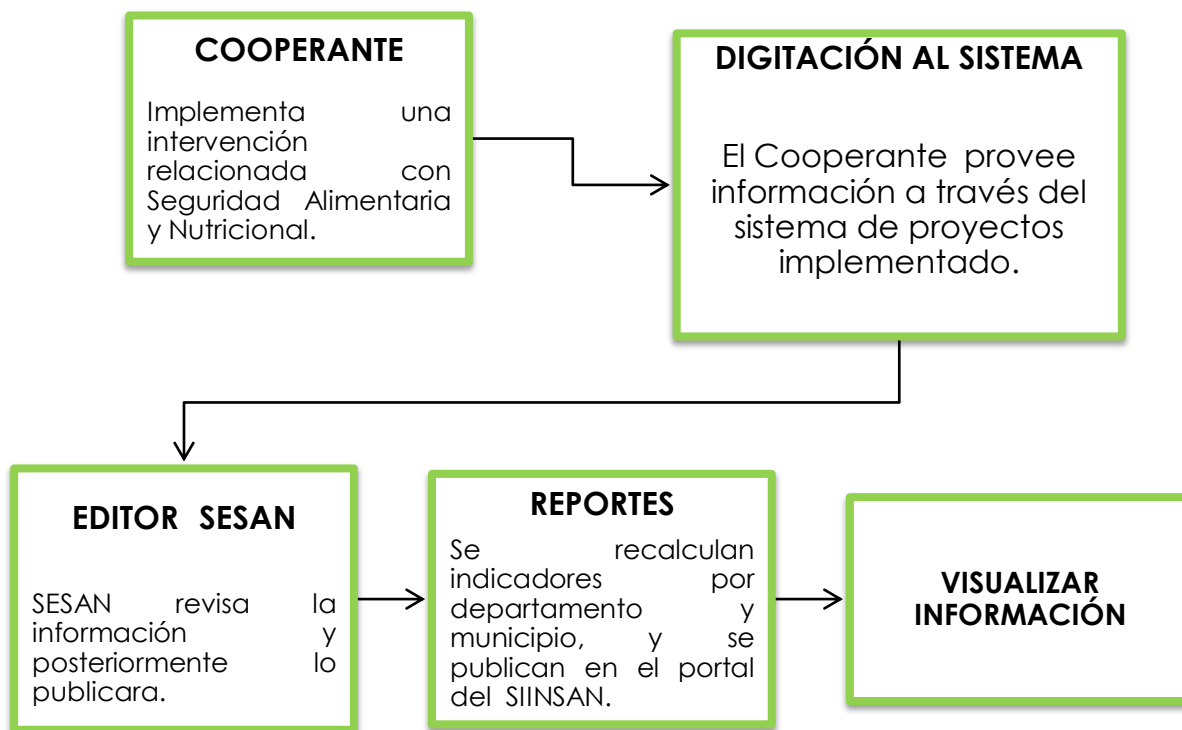 COOPERANTE
Implementa una
intervención
relacionada con
Seguridad Alimentaria
y Nutricional.
DIGITACIÓN AL SISTEMA
El Cooperante provee
información a través del
sistema de proyectos
implementado.
EDITOR SESAN
SESAN revisa la
información y
posteriormente lo
publicara.
REPORTES
Se recalculan
indicadores por
departamento y
municipio, y se
publican en el portal
del SIINSAN.
VISUALIZAR
INFORMACIÓN